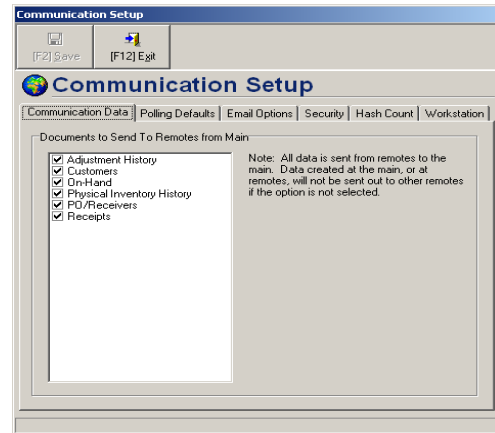 Communication Setup
[F2] Save
[F12] Exit
Communication Setup
Communication Data
Polling Defaults
Email Options
Security
Hash Count
Workstation
Documents to Send To Remotes from Main
Adjustment History
Customers
On-Hand
Physical Inventory History
PO/Receivers
Receipts
Note: All data is sent from remotes to the
main. Data created at the main, or at
remotes, will not be sent out to other remotes
if the option is not selected.